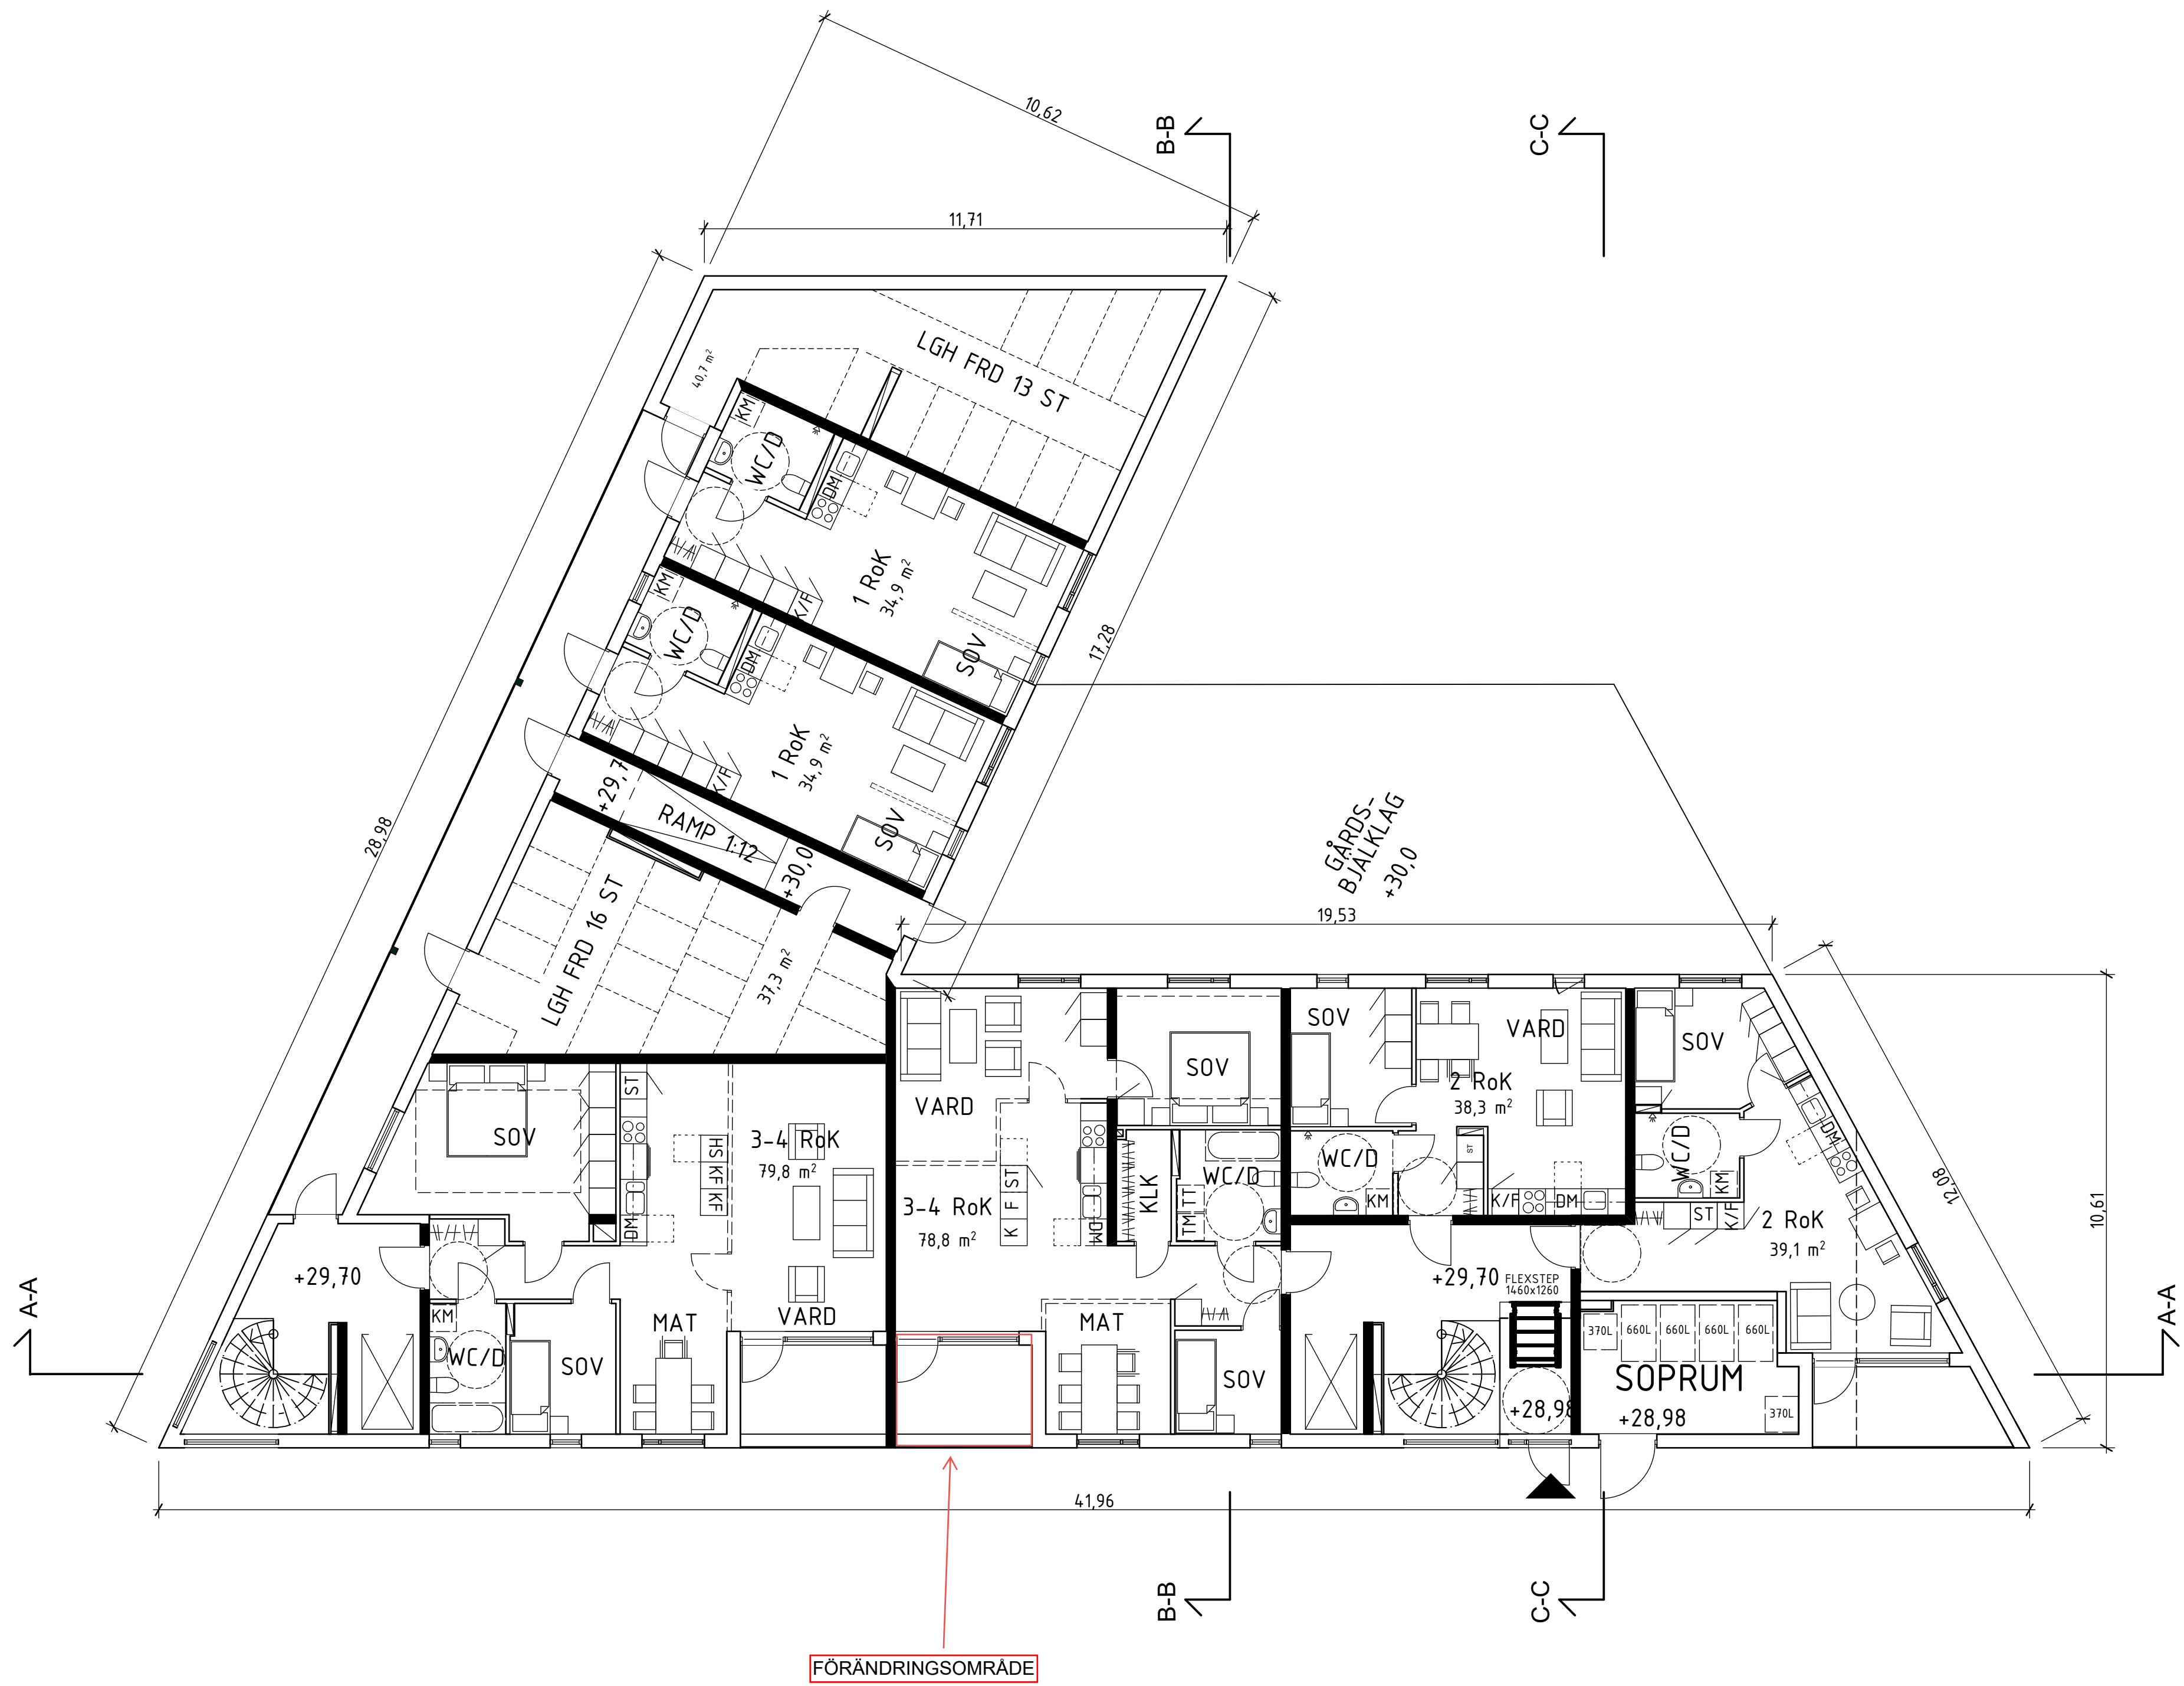 10,62
B-B
C-C
11,71
LGH FRD 13 ST
40,7 m²
KM
WC/D
DM
1 RoK
34,9 m²
K/F
SOV
KM
WC/D
DM
17,28
1 RoK
34,9 m²
K/F
SOV
+29,7
RAMP 1:12
+30,0
28,98
LGH FRD 16 ST
37,3 m²
GÅRDS-
BJÄLKLAG
+30,0
19,53
SOV
VARD
SOV
SOV
2 RoK
38,3 m²
ST
VARD
SOV
3-4 RoK
79,8 m²
HS KF KF
DM
DM
WC/D
ST
WC/D
WC/D
KM
DM
12,08
10,61
KLK
TM TT
K F ST
3-4 RoK
78,8 m²
KM
K/F
DM
ST
K/F
2 RoK
39,1 m²
+29,70
+29,70
FLEXSTEP
1460x1260
A-A
A-A
KM
MAT
VARD
MAT
370L
660L
660L
660L
660L
WC/D
SOV
SOV
SOPRUM
+28,98
+28,98
370L
41,96
B-B
C-C
FÖRÄNDRINGSOMRÅDE